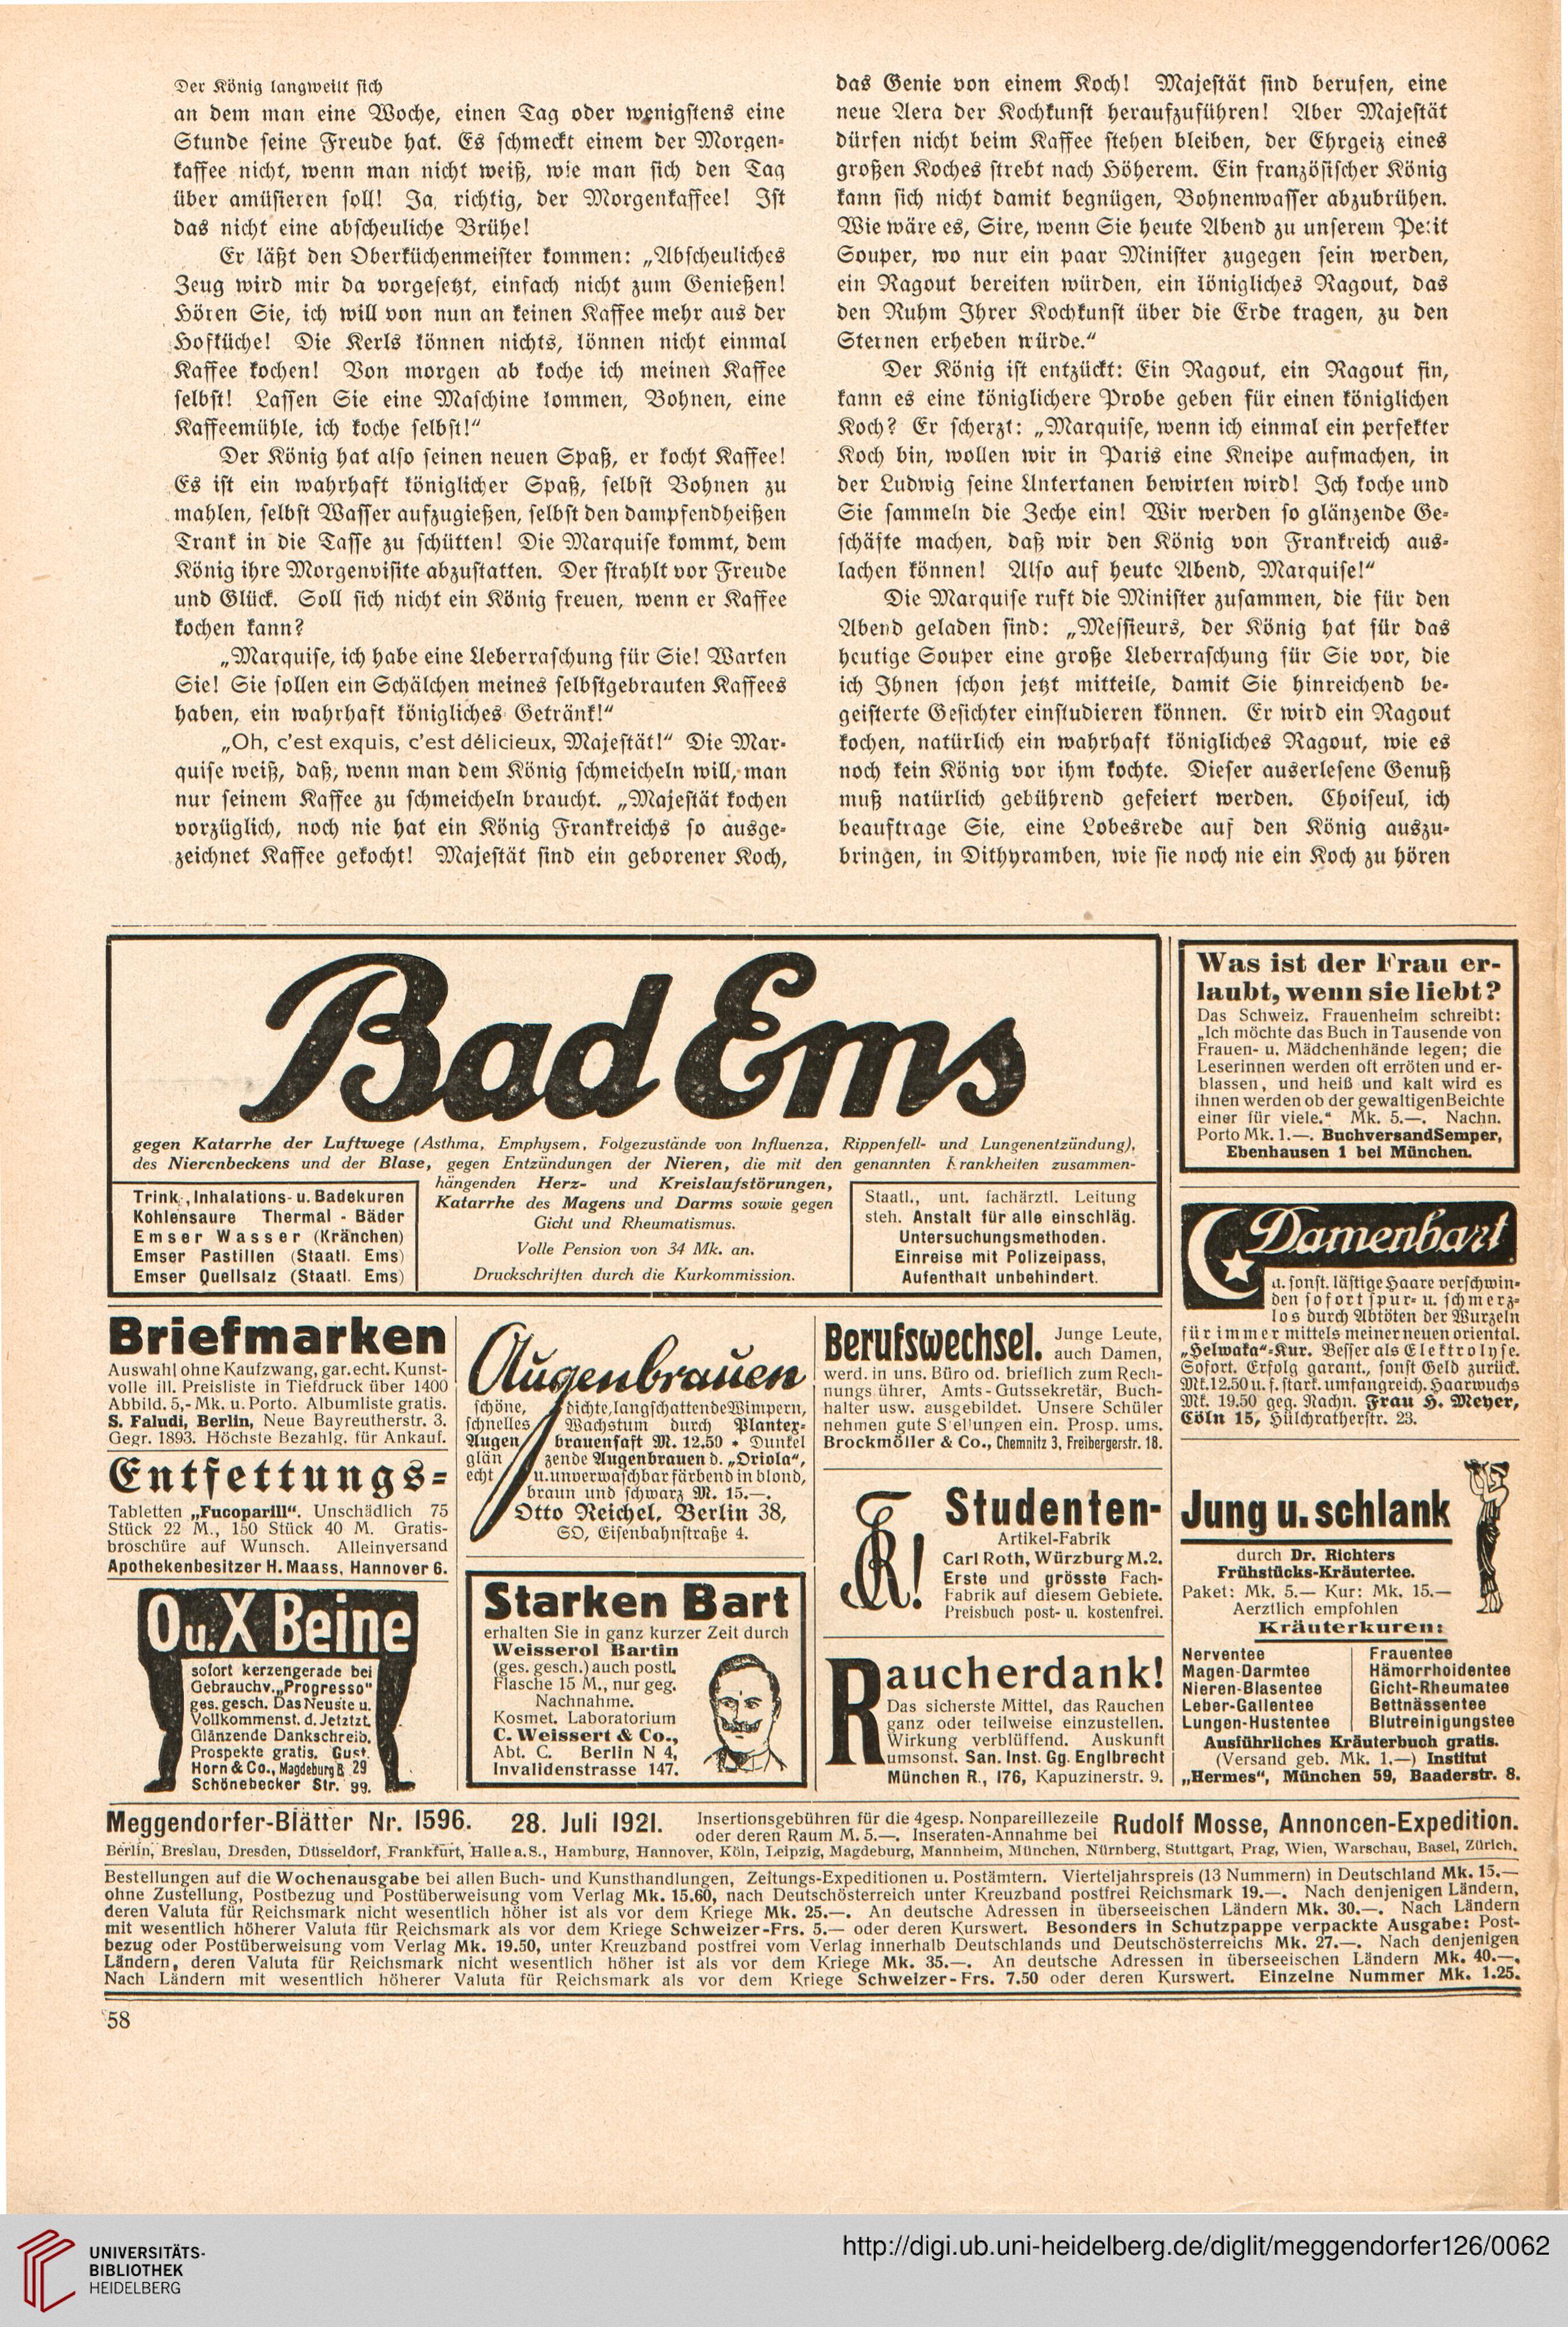 Der König langweilt sich
an dem man eine Woche, einen Tag oder wenigstens eine
Stunde seine Freude hat. Es schmeckt einem der Morgen-
kaffee nicht, wenn man nicht weiß, wie man sich den Tag
über amüsieren soll! Ja, richtig, der Morgenkaffee! Ist
das nicht eine abscheuliche Brühe!
Er läßt den Oberküchenmeister kommen: „Abscheuliches
Zeug wird mir da vorgesetzt, einfach nicht zum Genießen!
Hören Sie, ich will von nun an keinen Kaffee mehr aus der
Hofküche! Die Kerls können nichts, können nicht einmal
Kaffee kochen! Von morgen ab koche ich meinen Kaffee
selbst! Lassen Sie eine Maschine kommen, Bohnen, eine
Kaffeemühle, ich koche selbst!“
Der König hat also seinen neuen Spaß, er kocht Kaffee!
Es ist ein wahrhaft königlicher Spaß, selbst Bohnen zu
mahlen, selbst Wasser aufzugießen, selbst den dampfendheißen
Trank in die Tasse zu schütten! Die Marquise kommt, dem
König ihre Morgenvisite abzustatten. Der strahlt vor Freude
und Glück. Soll sich nicht ein König freuen, wenn er Kaffee
kochen kann?
„Marquise, ich habe eine Ueberraschung für Sie! Warten
Sie! Sie sollen ein Schälchen meines selbstgebrauten Kaffees
haben, ein wahrhaft königliches Getränk!“
„Oh, c’est exquis, c’est délicieux, Majestät!“ Die Mar-
quise weiß, daß, wenn man dem König schmeicheln will, man
nur seinem Kaffee zu schmeicheln braucht. „Majestät kochen
vorzüglich, noch nie hat ein König Frankreichs so ausge-
zeichnet Kaffee gekocht! Majestät sind ein geborener Koch,
das Genie von einem Koch! Majestät sind berufen, eine
neue Aera der Kochkunst heraufzuführen! Aber Majestät
dürfen nicht beim Kaffee stehen bleiben, der Ehrgeiz eines
großen Koches strebt nach Höherem. Ein französischer König
kann sich nicht damit begnügen, Bohnenwasser abzubrühen.
Wie wäre es, Sire, wenn Sie heute Abend zu unserem Petit
Souper, wo nur ein paar Minister zugegen sein werden,
ein Ragout bereiten würden, ein königliches Ragout, das
den Ruhm Ihrer Kochkunst über die Erde tragen, zu den
Sternen erheben würde.“
Der König ist entzückt: Ein Ragout, ein Ragout fin,
kann es eine königlichere Probe geben für einen königlichen
Koch? Er scherzt: „Marquise, wenn ich einmal ein perfekter
Koch bin, wollen wir in Paris eine Kneipe aufmachen, in
der Ludwig seine Untertanen bewirten wird! Ich koche und
Sie sammeln die Zeche ein! Wir werden so glänzende Ge-
schäfte machen, daß wir den König von Frankreich aus-
lachen können! Also auf heute Abend, Marquise!“
Die Marquise ruft die Minister zusammen, die für den
Abend geladen sind: „Messieurs, der König hat für das
heutige Souper eine große Ueberraschung für Sie vor, die
ich Ihnen schon jetzt mitteile, damit Sie hinreichend be-
geisterte Gesichter einstudieren können. Er wird ein Ragout
kochen, natürlich ein wahrhaft königliches Ragout, wie es
noch kein König vor ihm kochte. Dieser auserlesene Genuß
muß natürlich gebührend gefeiert werden. Choiseul, ich
beauftrage Sie, eine Lobesrede auf den König auszu-
bringen, in Dithyramben, wie sie noch nie ein Koch zu hören
Bad Ems
gegen Katarrhe der Luftwege (Asthma, Emphysem, Folgezustände von Influenza, Rippenfell- und Lungenentzündung),
des Nierenbeckens und der Blase, gegen Entzündungen der Nieren, die mit den genannten Krankheiten zusammen-
hängenden Herz- und Kreislaufstörungen,
Katarrhe des Magens und Darms sowie gegen
Gicht und Rheumatismus.
Volle Pension von 34 Mk. an.
Druckschriften durch die Kurkommission.
Trink-, Inhalations- u. Badekuren
Kohlensaure Thermal - Bäder
Emser Wasser (Kränchen)
Emser Pastillen (Staatl. Ems)
Emser Quellsalz (Staatl. Ems)
Staatl., unt. fachärztl. Leitung
steh. Anstalt für alle einschläg.
Untersuchungsmethoden.
Einreise mit Polizeipass,
Aufenthalt unbehindert.
Was ist der Frau er-
laubt, wenn sie liebt?
Das Schweiz. Frauenheim schreibt:
„Ich möchte das Buch in Tausende von
Frauen- u. Mädchenhände legen; die
Leserinnen werden oft erröten und er-
blassen, und heiß und kalt wird es
ihnen werden ob der gewaltigen Beichte
einer für viele.“ Mk. 5.—. Nachn.
Porto Mk. 1.—. Buchversand Semper,
Ebenhausen 1 bei München.
Damenbart
u. sonst. lästige Haare verschwin-
den sofort spur- u. schmerz-
los durch Abtöten der Wurzeln
für immer mittels meiner neuen oriental.
„Helwaka“-Kur. Besser als Elektrolyse.
Sofort. Erfolg garant., sonst Geld zurück.
Mk. 12.50 u. f. stark. umfangreich. Haarwuchs
Mk. 19.50 geg. Nachn. Frau H. Meyer,
Cöln 15, Hülchratherstr. 23.
Briefmarken
Auswahl ohne Kaufzwang, gar. echt. Kunst-
volle ill. Preisliste in Tiefdruck über 1400
Abbild. 5,- Mk. u. Porto. Albumliste gratis.
S. Faludi, Berlin, Neue Bayreutherstr. 3.
Gegr. 1893. Höchste Bezahlg. für Ankauf.
Entfettungs-
Tabletten „Fucoparill“. Unschädlich 75
Stück 22 M., 150 Stück 40 M. Gratis-
broschüre auf Wunsch. Alleinversand
Apothekenbesitzer H. Maass, Hannover 6.
O u. X Beine
sofort kerzengerade bei
Gebrauch v. „Progresso“
ges. gesch. Das Neuste u.
Vollkommenst. d. Jetztzt.
Glänzende Dankschreib.
Prospekte gratis. Gust.
Horn & Co., Magdeburg B 29
Schönebecker Str. 99.
Augenbrauen
schöne, dichte, langschattende Wimpern,
schnelles Wachstum durch Plantex-
Augen brauensaft M. 12.50 • Dunkel
glän zende Augenbrauen d. „Oriola“,
echt u. unverwaschbar färbend in blond,
braun und schwarz M. 15.—.
Otto Reichel, Berlin 38,
SO, Eisenbahnstraße 4.
Starken Bart
erhalten Sie in ganz kurzer Zeit durch
Weisserol Bartin
(ges. gesch.) auch postl.
Flasche 15 M., nur geg.
Nachnahme.
Kosmet. Laboratorium
C. Weissert & Co.,
Abt. C. Berlin N 4,
Invalidenstrasse 147.
Berufswechsel.
Junge Leute,
auch Damen,
werd. in uns. Büro od. brieflich zum Rech-
nungsführer, Amts-Gutssekretär, Buch-
halter usw. ausgebildet. Unsere Schüler
nehmen gute Stellungen ein. Prosp. ums.
Brockmöller & Co., Chemnitz 3, Freibergerstr. 18.
Studenten-
Artikel-Fabrik
Carl Roth, Würzburg M. 2.
Erste und grösste Fach-
Fabrik auf diesem Gebiete.
Preisbuch post- u. kostenfrei.
Raucherdank!
Das sicherste Mittel, das Rauchen
ganz oder teilweise einzustellen.
Wirkung verblüffend. Auskunft
umsonst. San. Inst. Gg. Englbrecht
München R., 176, Kapuzinerstr. 9.
Jung u. schlank
durch Dr. Richters
Frühstücks-Kräutertee.
Paket: Mk. 5.— Kur: Mk. 15.—
Aerztlich empfohlen
Kräuterkuren:
Nerventee
Magen-Darmtee
Nieren-Blasentee
Leber-Gallentee
Lungen-Hustentee
Frauentee
Hämorrhoidentee
Gicht-Rheumatee
Bettnässentee
Blutreinigungstee
Ausführliches Kräuterbuch gratis.
(Versand geb. Mk. 1.—) Institut
„Hermes“, München 59, Baaderstr. 8.
Meggendorfer-Blätter Nr. 1596. 28. Juli 1921.
Insertionsgebühren für die 4gesp. Nonpareillezeile
oder deren Raum M. 5.—. Inseraten-Annahme bei
Rudolf Mosse, Annoncen-Expedition.
Berlin, Breslau, Dresden, Düsseldorf, Frankfurt, Halle a. S., Hamburg, Hannover, Köln, Leipzig, Magdeburg, Mannheim, München, Nürnberg, Stuttgart, Prag, Wien, Warschau, Basel, Zürich.
Bestellungen auf die Wochenausgabe bei allen Buch- und Kunsthandlungen, Zeitungs-Expeditionen u. Postämtern. Vierteljahrspreis (13 Nummern) in Deutschland Mk. 15.—
ohne Zustellung, Postbezug und Postüberweisung vom Verlag Mk. 15.60, nach Deutschösterreich unter Kreuzband postfrei Reichsmark 19.—. Nach denjenigen Ländern,
deren Valuta für Reichsmark nicht wesentlich höher ist als vor dem Kriege Mk. 25.—. An deutsche Adressen in überseeischen Ländern Mk. 30.—. Nach Ländern
mit wesentlich höherer Valuta für Reichsmark als vor dem Kriege Schweizer-Frs. 5.— oder deren Kurswert. Besonders in Schutzpappe verpackte Ausgabe: Post-
bezug oder Postüberweisung vom Verlag Mk. 19.50, unter Kreuzband postfrei vom Verlag innerhalb Deutschlands und Deutschösterreichs Mk. 27.—. Nach denjenigen
Ländern, deren Valuta für Reichsmark nicht wesentlich höher ist als vor dem Kriege Mk. 35.—. An deutsche Adressen in überseeischen Ländern Mk. 40.—,
Nach Ländern mit wesentlich höherer Valuta für Reichsmark als vor dem Kriege Schweizer-Frs. 7.50 oder deren Kurswert. Einzelne Nummer Mk. 1.25.
58
UNIVERSITÄTS-
BIBLIOTHEK
HEIDELBERG
http://digi.ub.uni-heidelberg.de/diglit/meggendorfer126/0062